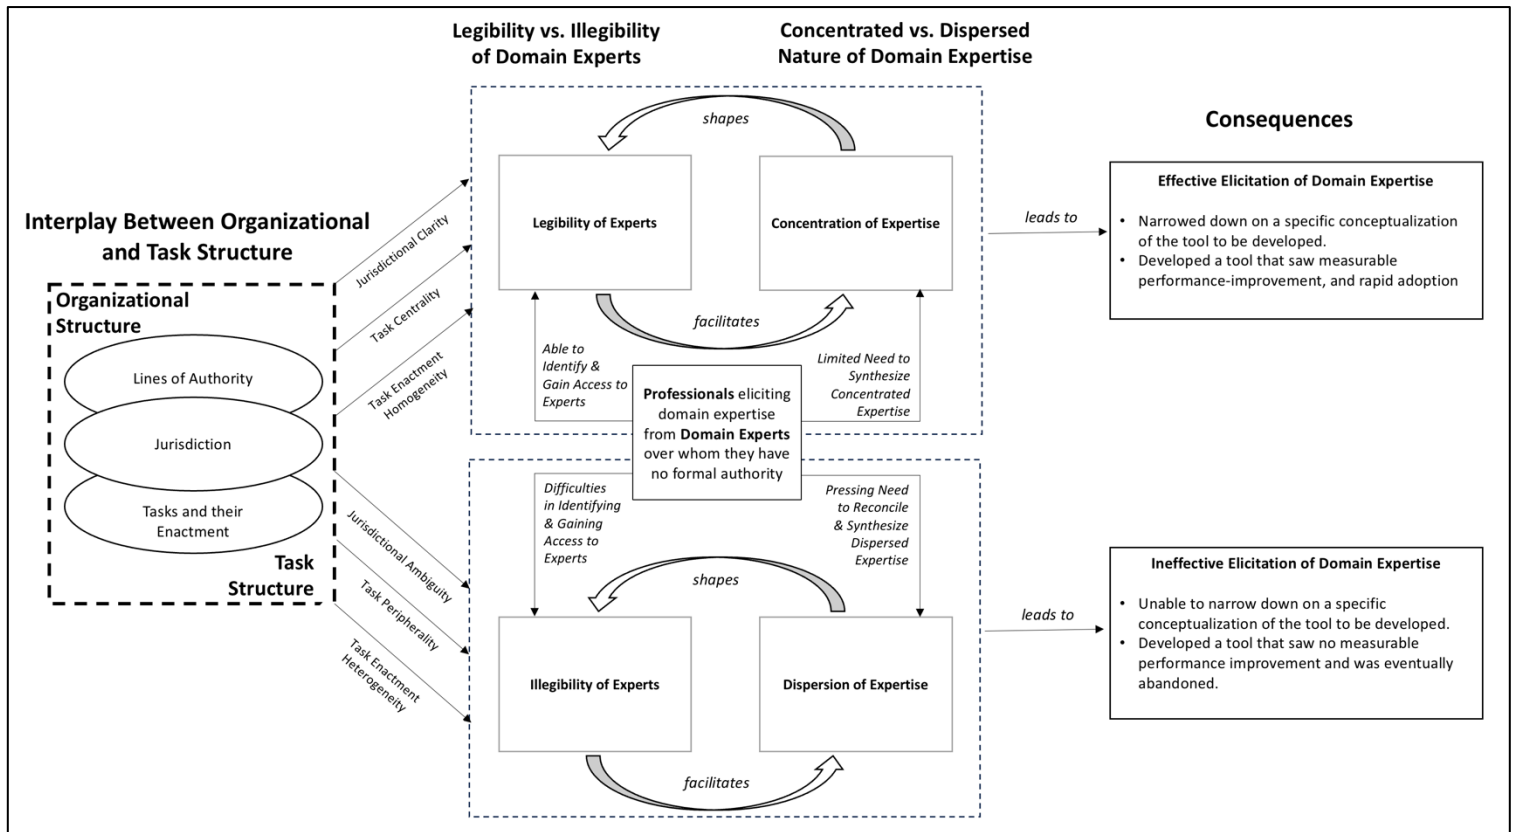 Legibility vs. Illegibility
of Domain Experts
Concentrated vs. Dispersed
Nature of Domain Expertise
Consequences
Interplay Between Organizational
and Task Structure
Organizational
Structure
Lines of Authority
Jurisdiction
Tasks and their
Enactment
Task
Structure
Jurisdictional Clarity
Task Centrality
Task Enactment
Homogeneity
Jurisdictional Ambiguity
Task Peripherality
Task Enactment
Heterogeneity
shapes
Legibility of Experts
Concentration of Expertise
facilitates
Able to
Identify &
Gain Access to
Experts
Limited Need to
Synthesize
Concentrated
Expertise
Professionals eliciting
domain expertise
from Domain Experts
over whom they have
no formal authority
Difficulties
in Identifying
& Gaining
Access to
Experts
Pressing Need
to Reconcile
& Synthesize
Dispersed
Expertise
shapes
Illegibility of Experts
Dispersion of Expertise
facilitates
leads to
Effective Elicitation of Domain Expertise
• Narrowed down on a specific conceptualization
of the tool to be developed.
• Developed a tool that saw measurable
performance-improvement, and rapid adoption
leads to
Ineffective Elicitation of Domain Expertise
• Unable to narrow down on a specific
conceptualization of the tool to be developed.
• Developed a tool that saw no measurable
performance improvement and was eventually
abandoned.